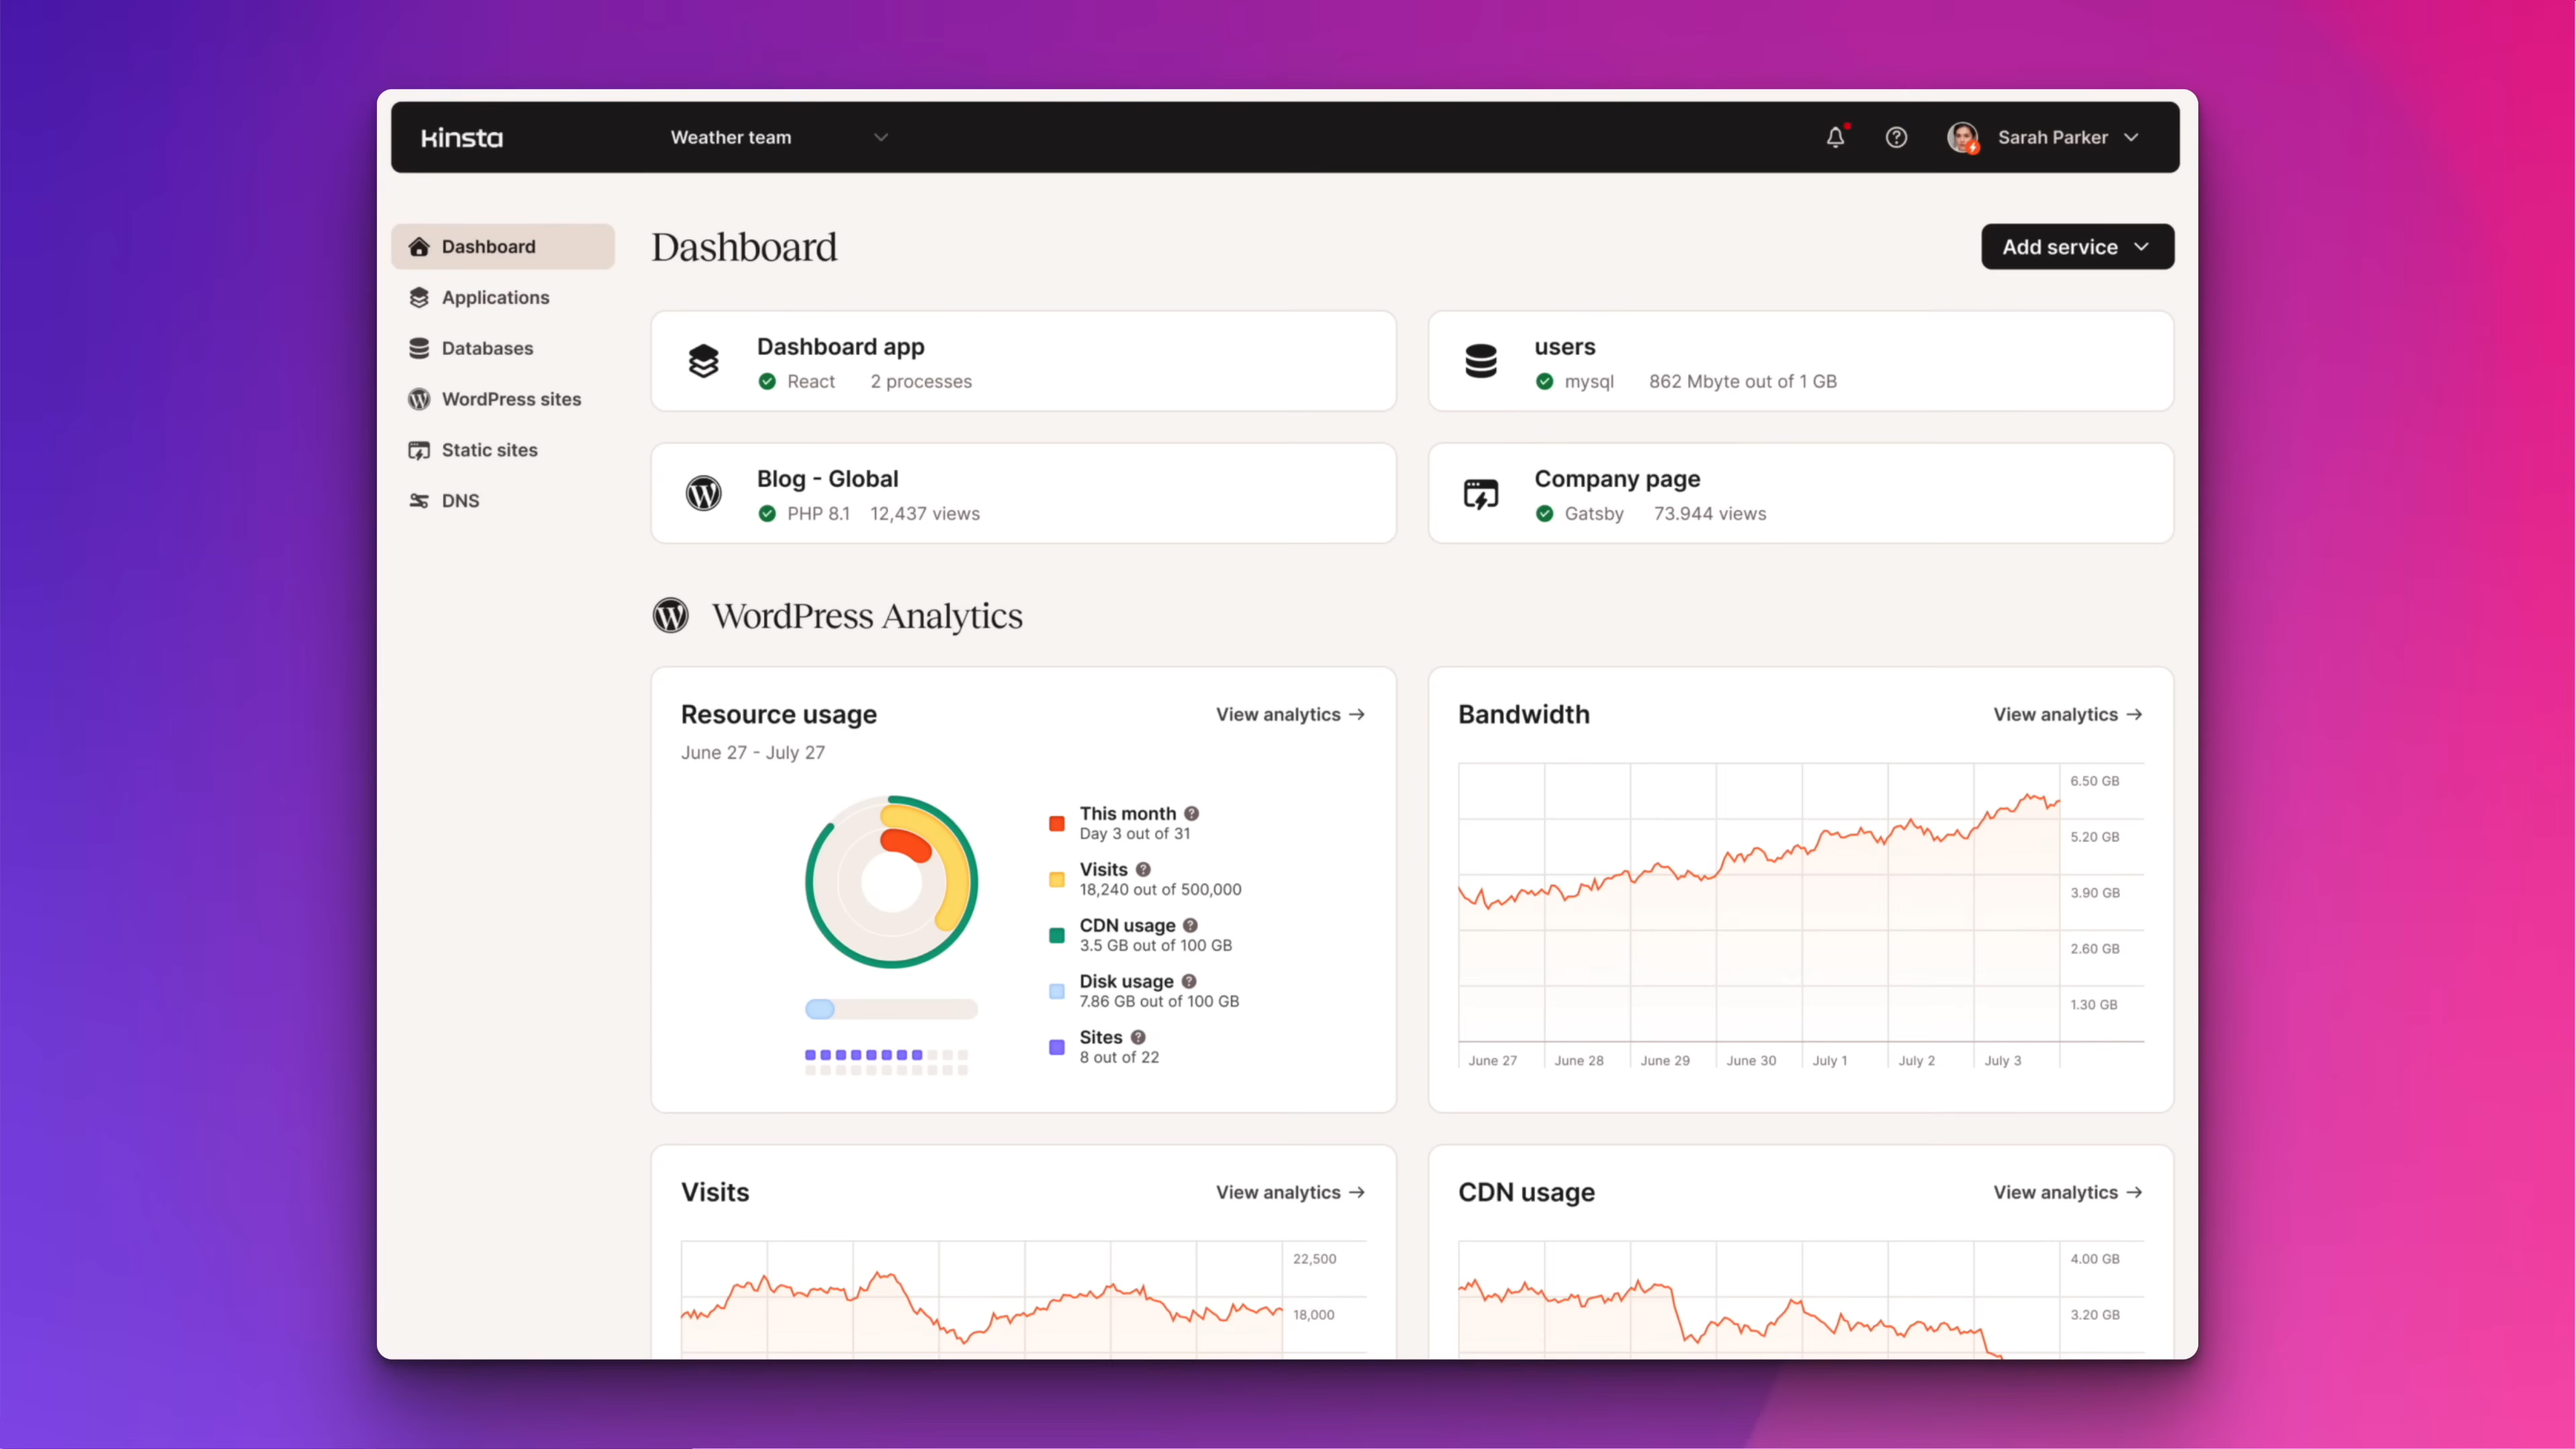 Kinsta
Weather team
Sarah Parker
Dashboard
Applications
Databases
WordPress sites
Static sites
DNS
Dashboard
Add service
Dashboard app
React 2 processes
users
mysql 862 Mbyte out of 1 GB
Blog - Global
PHP 8.1 12,437 views
Company page
Gatsby 73.944 views
WordPress Analytics
Resource usage
View analytics →
June 27 - July 27
This month
Day 3 out of 31
Visits
18,240 out of 500,000
CDN usage
3.5 GB out of 100 GB
Disk usage
7.86 GB out of 100 GB
Sites
8 out of 22
Bandwidth
View analytics →
6.50 GB
5.20 GB
3.90 GB
2.60 GB
1.30 GB
June 27 June 28 June 29 June 30 July 1 July 2 July 3
Visits
View analytics →
22,500
18,000
CDN usage
View analytics →
4.00 GB
3.20 GB